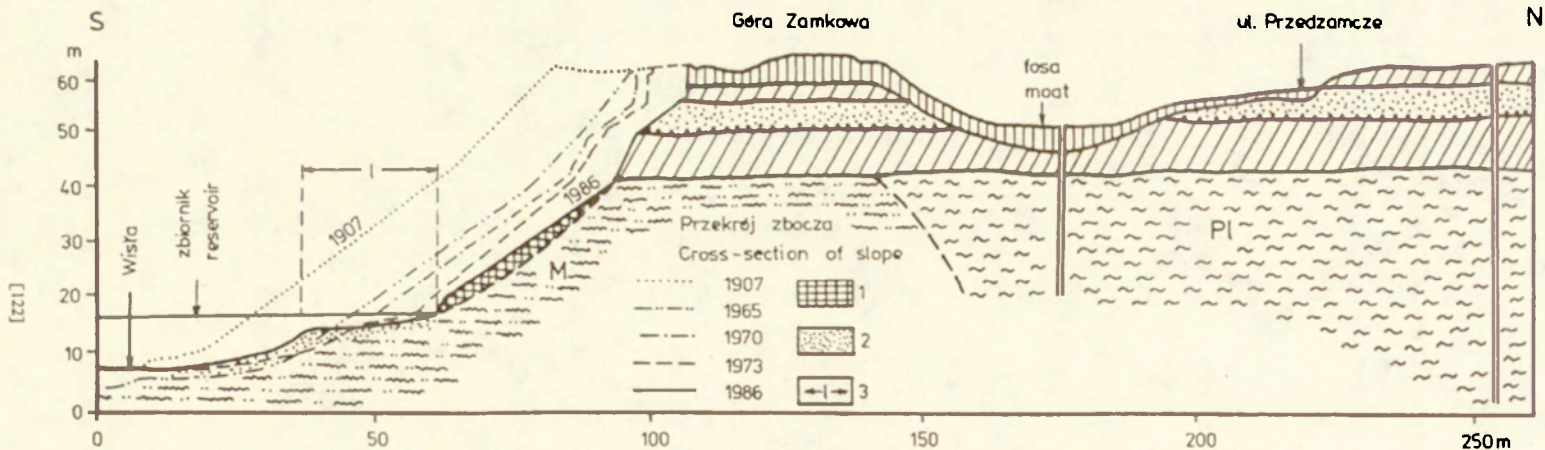 S
Góra Zamkowa
ul. Przedzamcze
N
m
60
50
40
30
20
10
0
fosa
moat
l
1907
1986
Wisła
zbiornik
reservoir
M
Pl
Przekrój zbocza
Cross-section of slope
1907
1965
1970
1973
1986
1
2
l 3
[122]
0
50
100
150
200
250 m